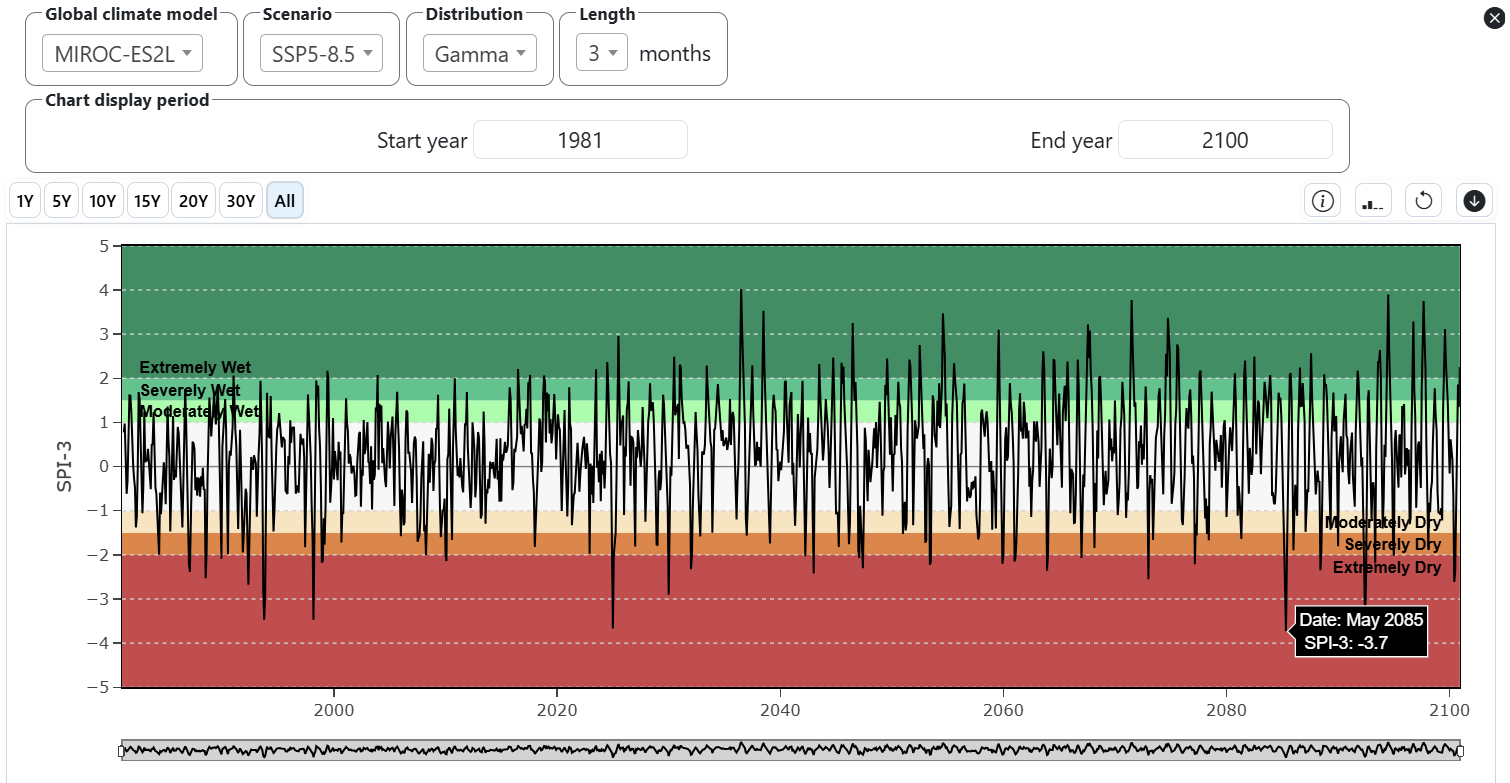 Global climate model
Scenario
Distribution
Length
MIROC-ES2L
SSP5-8.5
Gamma
3
months
Chart display period
Start year
1981
End year
2100
1Y
5Y
10Y
15Y
20Y
30Y
All
5
4
3
2
1
0
−1
−2
−3
−4
−5
SPI-3
Extremely Wet
Severely Wet
Moderately Wet
Moderately Dry
Severely Dry
Extremely Dry
Date: May 2085
SPI-3: -3.7
2000
2020
2040
2060
2080
2100